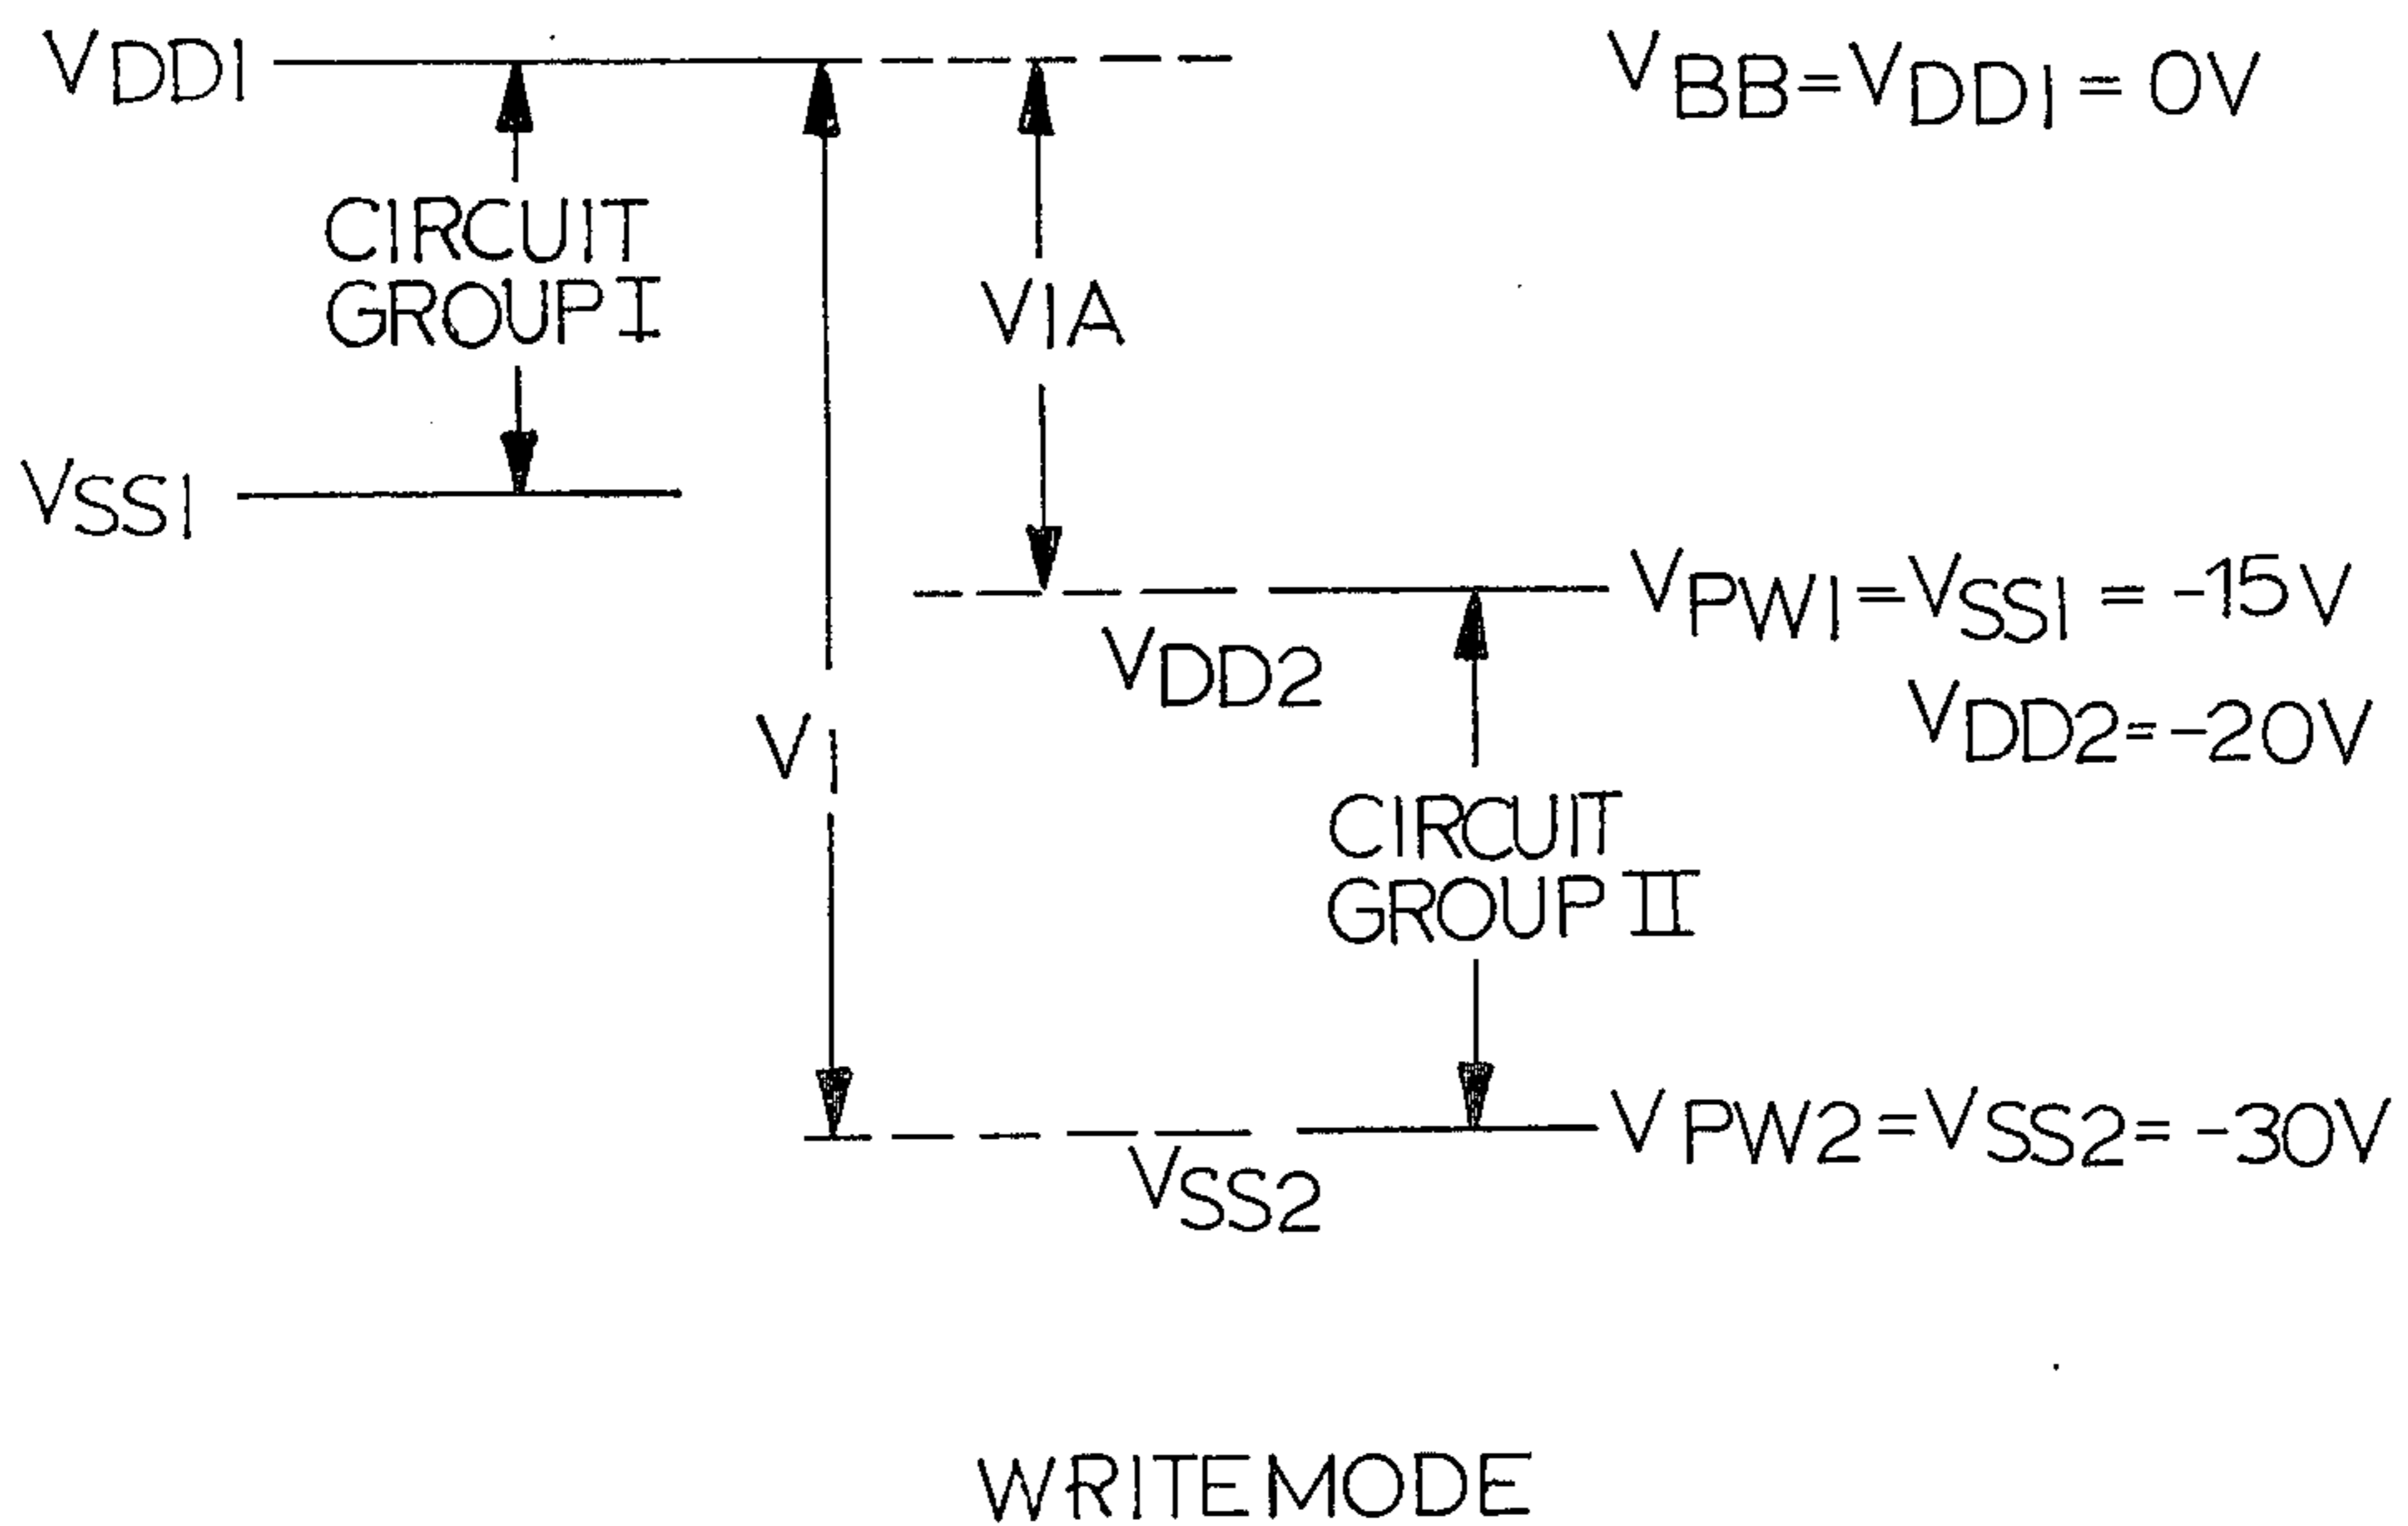 VDD1
VBB=VDD1=0V
CIRCUIT
GROUP I
V1A
VSS1
VPW1=VSS1=-15V
VDD2
VDD2=-20V
V1
CIRCUIT
GROUP II
VPW2=VSS2=-30V
VSS2
WRITE MODE